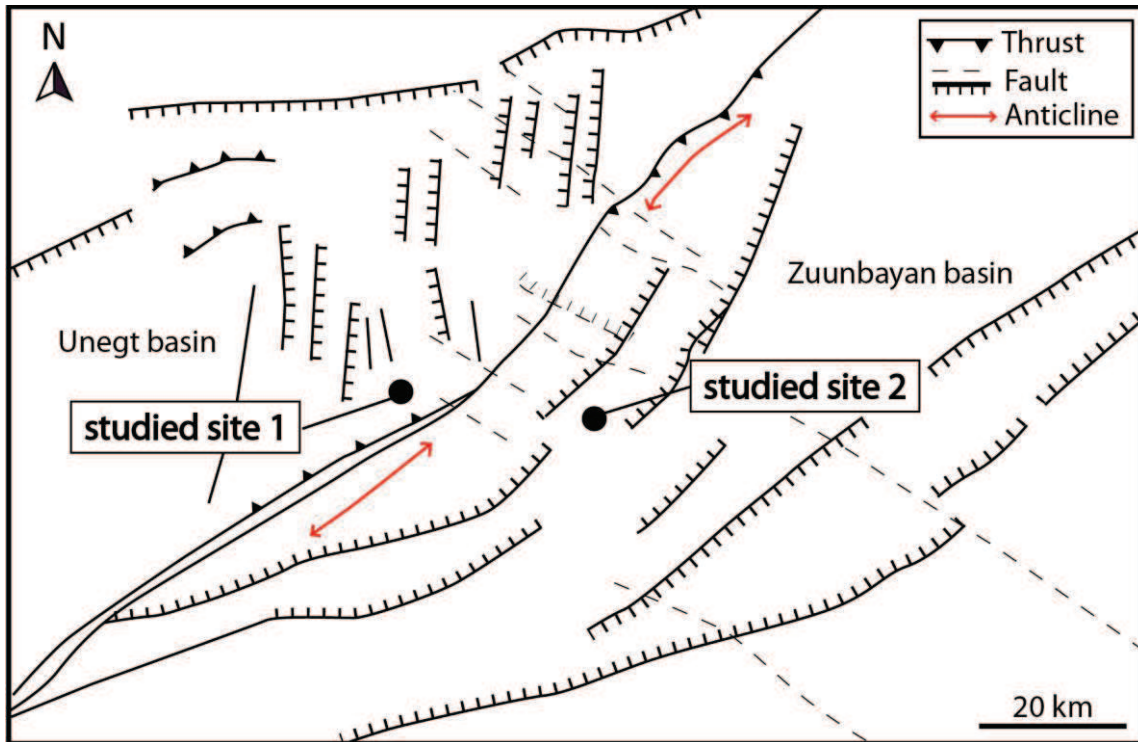 N
Thrust
Fault
Anticline
Zuunbayan basin
Unegt basin
studied site 2
studied site 1
20 km